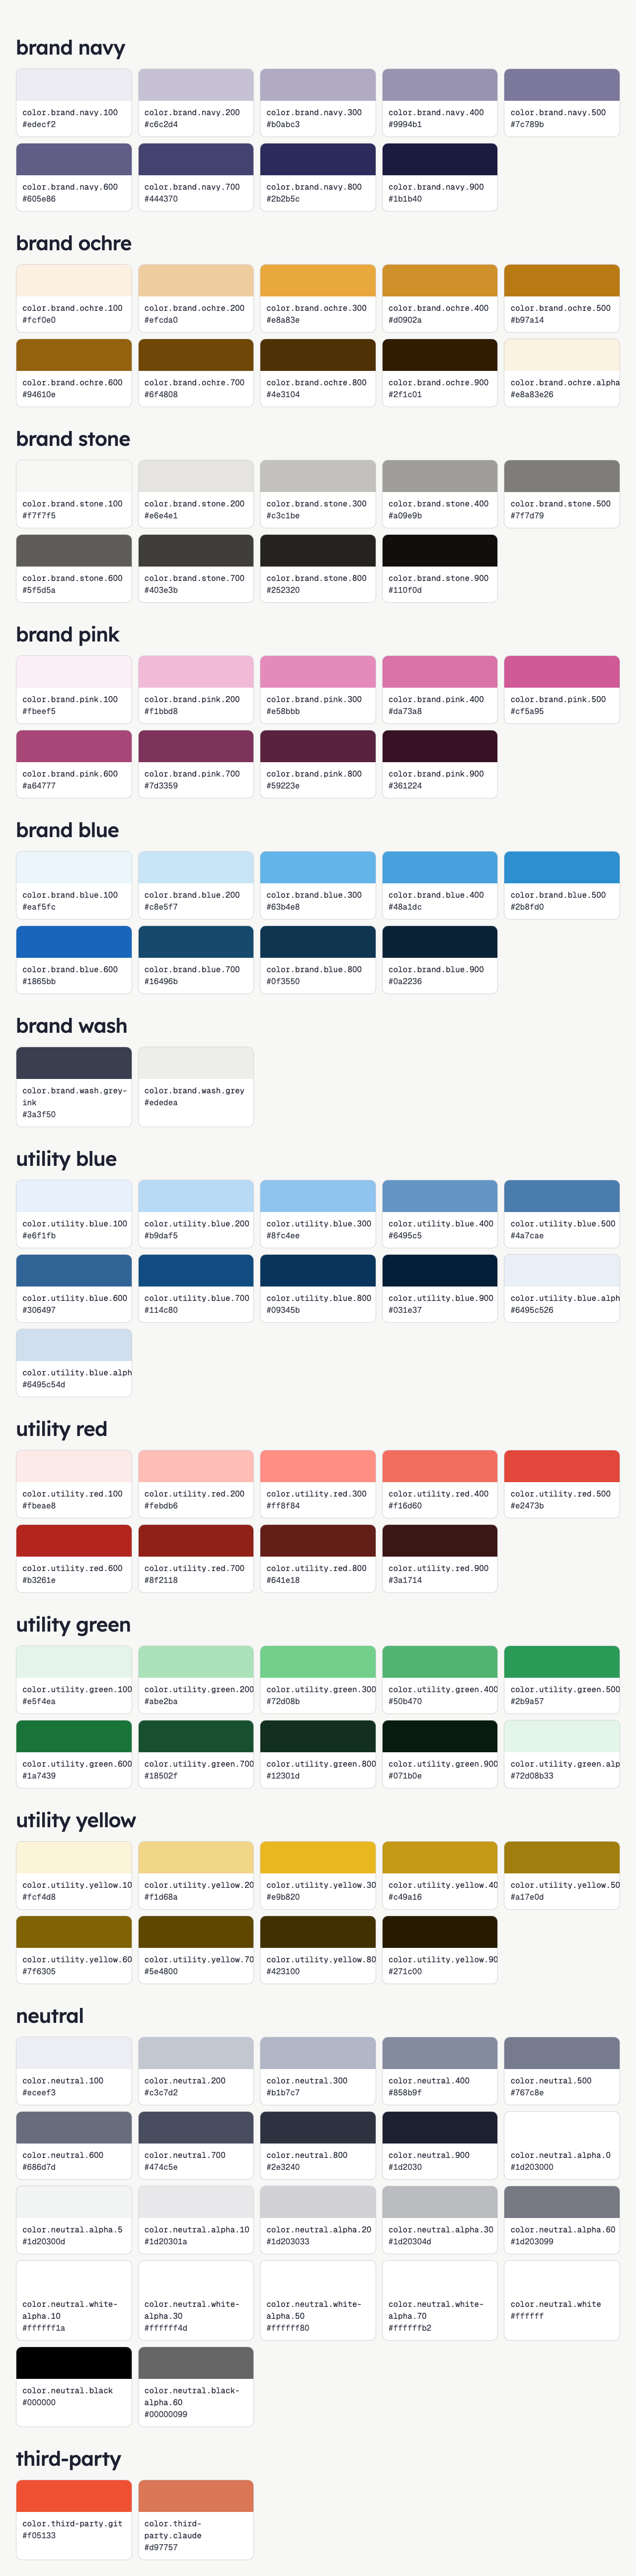 brand navy
color.brand.navy.100
#edecf2
color.brand.navy.200
#c6c2d4
color.brand.navy.300
#b0abc3
color.brand.navy.400
#9994b1
color.brand.navy.500
#7c789b
color.brand.navy.600
#605e86
color.brand.navy.700
#444370
color.brand.navy.800
#2b2b5c
color.brand.navy.900
#1b1b40
brand ochre
color.brand.ochre.100
#fcf0e0
color.brand.ochre.200
#efcda0
color.brand.ochre.300
#e8a83e
color.brand.ochre.400
#d0902a
color.brand.ochre.500
#b97a14
color.brand.ochre.600
#94610e
color.brand.ochre.700
#6f4808
color.brand.ochre.800
#4e3104
color.brand.ochre.900
#2f1c01
color.brand.ochre.alpha
#e8a83e26
brand stone
color.brand.stone.100
#f7f7f5
color.brand.stone.200
#e6e4e1
color.brand.stone.300
#c3c1be
color.brand.stone.400
#a09e9b
color.brand.stone.500
#7f7d79
color.brand.stone.600
#5f5d5a
color.brand.stone.700
#403e3b
color.brand.stone.800
#252320
color.brand.stone.900
#110f0d
brand pink
color.brand.pink.100
#fbeef5
color.brand.pink.200
#f1bbd8
color.brand.pink.300
#e58bbb
color.brand.pink.400
#da73a8
color.brand.pink.500
#cf5a95
color.brand.pink.600
#a64777
color.brand.pink.700
#7d3359
color.brand.pink.800
#59223e
color.brand.pink.900
#361224
brand blue
color.brand.blue.100
#eaf5fc
color.brand.blue.200
#c8e5f7
color.brand.blue.300
#63b4e8
color.brand.blue.400
#48a1dc
color.brand.blue.500
#2b8fd0
color.brand.blue.600
#1865bb
color.brand.blue.700
#16496b
color.brand.blue.800
#0f3550
color.brand.blue.900
#0a2236
brand wash
color.brand.wash.grey-
ink
#3a3f50
color.brand.wash.grey
#ededea
utility blue
color.utility.blue.100
#e6f1fb
color.utility.blue.200
#b9daf5
color.utility.blue.300
#8fc4ee
color.utility.blue.400
#6495c5
color.utility.blue.500
#4a7cae
color.utility.blue.600
#306497
color.utility.blue.700
#114c80
color.utility.blue.800
#09345b
color.utility.blue.900
#031e37
color.utility.blue.alph
#6495c526
color.utility.blue.alph
#6495c54d
utility red
color.utility.red.100
#fbeae8
color.utility.red.200
#febdb6
color.utility.red.300
#ff8f84
color.utility.red.400
#f16d60
color.utility.red.500
#e2473b
color.utility.red.600
#b3261e
color.utility.red.700
#8f2118
color.utility.red.800
#641e18
color.utility.red.900
#3a1714
utility green
color.utility.green.100
#e5f4ea
color.utility.green.200
#abe2ba
color.utility.green.300
#72d08b
color.utility.green.400
#50b470
color.utility.green.500
#2b9a57
color.utility.green.600
#1a7439
color.utility.green.700
#18502f
color.utility.green.800
#12301d
color.utility.green.900
#071b0e
color.utility.green.alp
#72d08b33
utility yellow
color.utility.yellow.10
#fcf4d8
color.utility.yellow.20
#f1d68a
color.utility.yellow.30
#e9b820
color.utility.yellow.40
#c49a16
color.utility.yellow.50
#a17e0d
color.utility.yellow.60
#7f6305
color.utility.yellow.70
#5e4800
color.utility.yellow.80
#423100
color.utility.yellow.90
#271c00
neutral
color.neutral.100
#eceef3
color.neutral.200
#c3c7d2
color.neutral.300
#b1b7c7
color.neutral.400
#858b9f
color.neutral.500
#767c8e
color.neutral.600
#686d7d
color.neutral.700
#474c5e
color.neutral.800
#2e3240
color.neutral.900
#1d2030
color.neutral.alpha.0
#1d203000
color.neutral.alpha.5
#1d20300d
color.neutral.alpha.10
#1d20301a
color.neutral.alpha.20
#1d203033
color.neutral.alpha.30
#1d20304d
color.neutral.alpha.60
#1d203099
color.neutral.white-
alpha.10
#ffffff1a
color.neutral.white-
alpha.30
#ffffff4d
color.neutral.white-
alpha.50
#ffffff80
color.neutral.white-
alpha.70
#ffffffb2
color.neutral.white
#ffffff
color.neutral.black
#000000
color.neutral.black-
alpha.60
#00000099
third-party
color.third-party.git
#f05133
color.third-
party.claude
#d97757